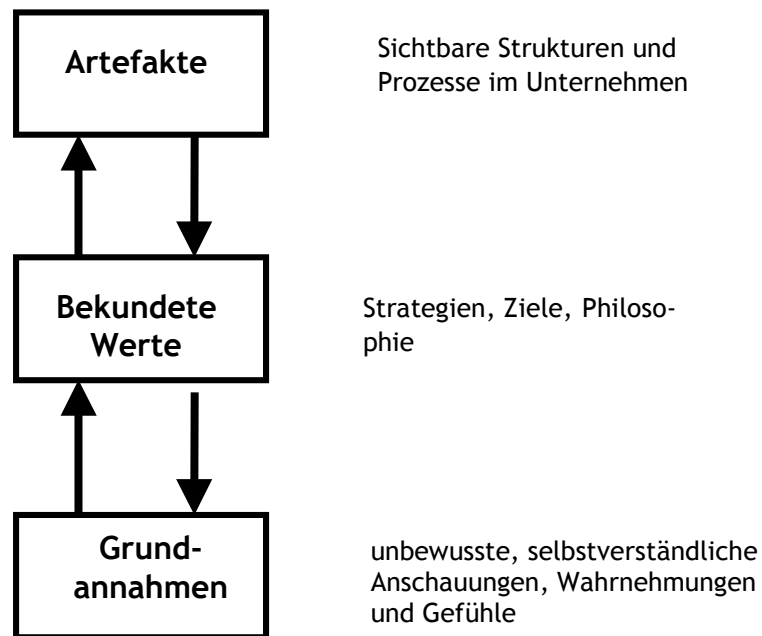 Artefakte
Sichtbare Strukturen und
Prozesse im Unternehmen
Bekundete
Werte
Strategien, Ziele, Philoso-
phie
Grund-
annahmen
unbewusste, selbstverständliche
Anschauungen, Wahrnehmungen
und Gefühle